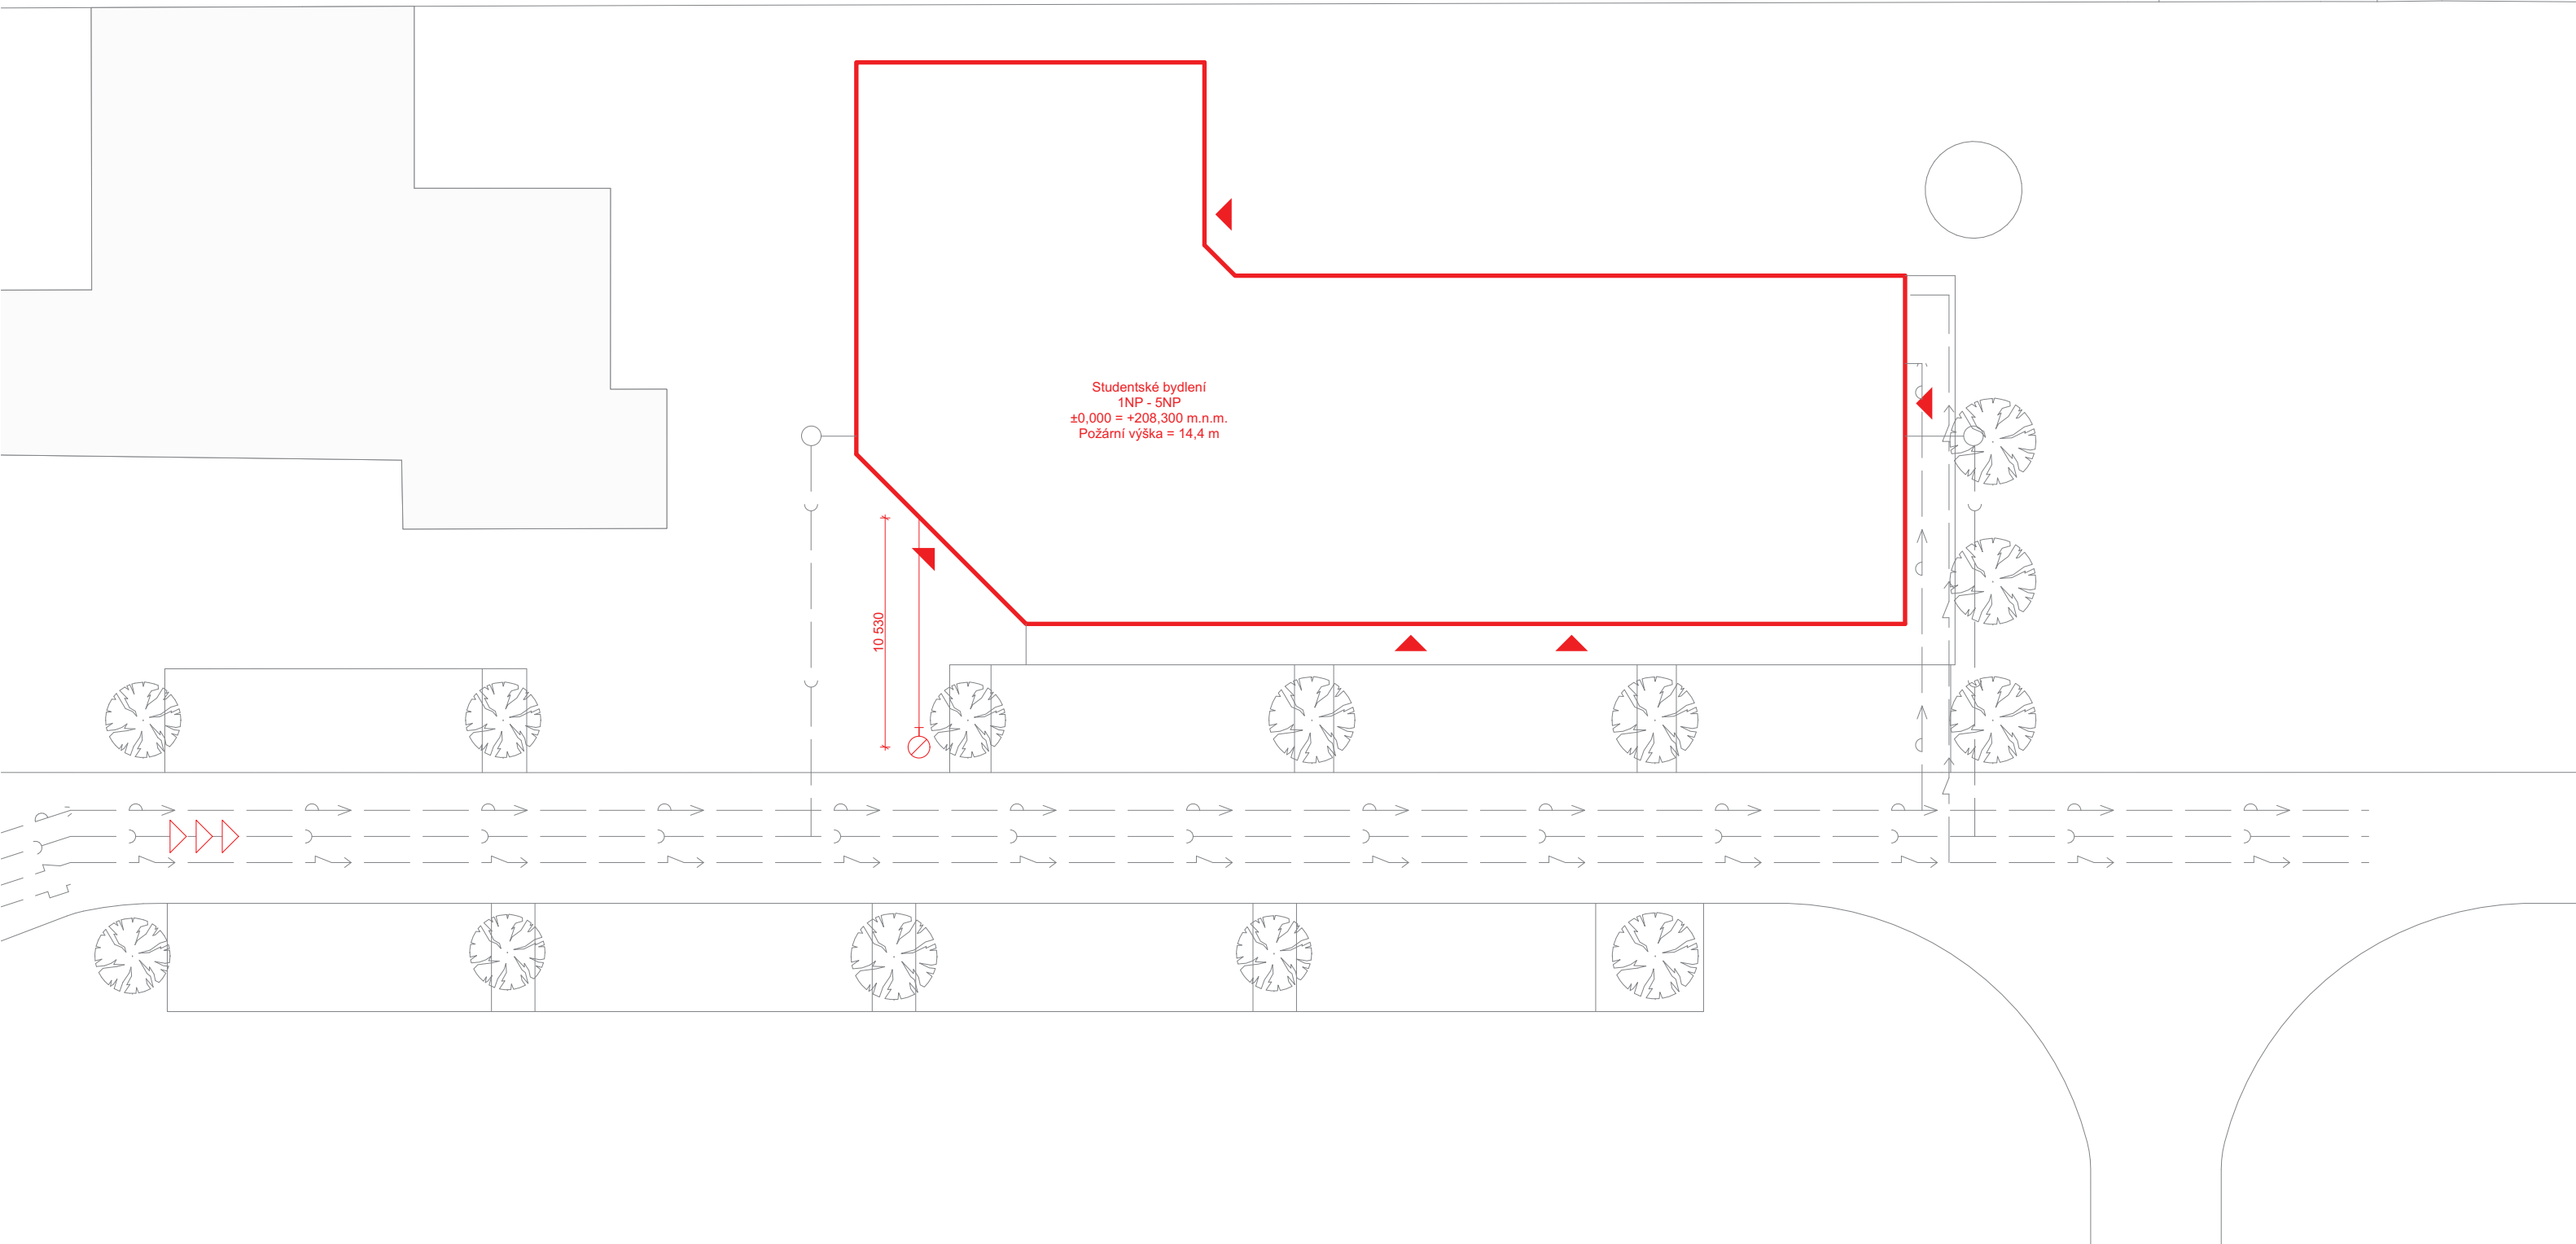 Studentské bydlení
1NP - 5NP
±0,000 = +208,300 m.n.m.
Požární výška = 14,4 m
10 530